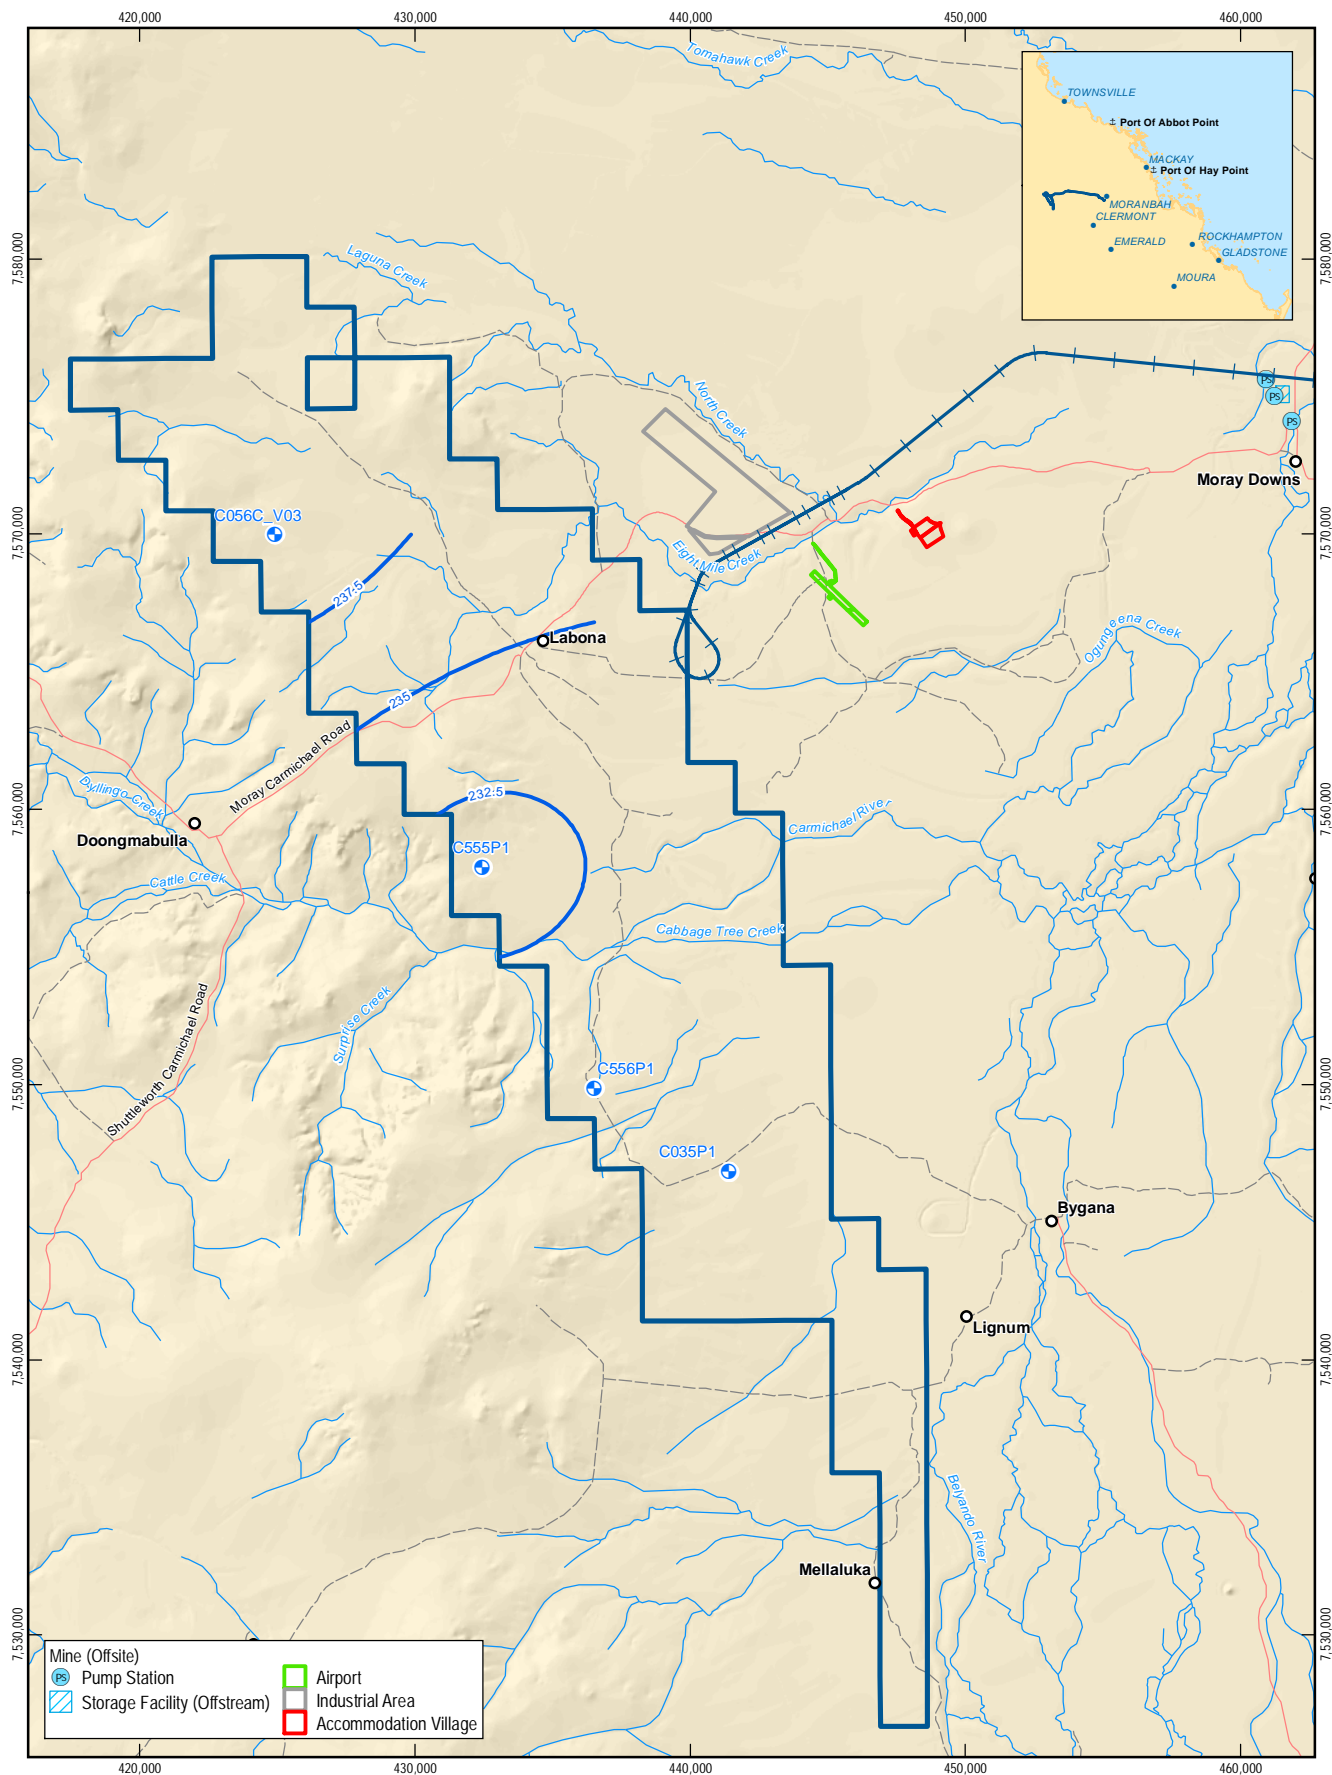 420,000
430,000
440,000
450,000
460,000
Tomahawk Creek
TOWNSVILLE
Port Of Abbot Point
MACKAY
Port Of Hay Point
MORANBAH
CLERMONT
EMERALD
ROCKHAMPTON
GLADSTONE
MOURA
7,580,000
7,580,000
Laguna Creek
North Creek
PS
PS
PS
Moray Downs
C056C_V03
7,570,000
7,570,000
Eight Mile Creek
237.5
Labona
Ogungeena Creek
235
Moray Carmichael Road
Dyllingo Creek
232.5
7,560,000
7,560,000
Carmichael River
Doongmabulla
C555P1
Cattle Creek
Cabbage Tree Creek
Surprise Creek
Shuttleworth Carmichael Road
C556P1
7,550,000
7,550,000
C035P1
Bygana
Lignum
7,540,000
7,540,000
Belyando River
Mellaluka
7,530,000
7,530,000
Mine (Offsite)
PS Pump Station
Storage Facility (Offstream)
Airport
Industrial Area
Accommodation Village
420,000
430,000
440,000
450,000
460,000